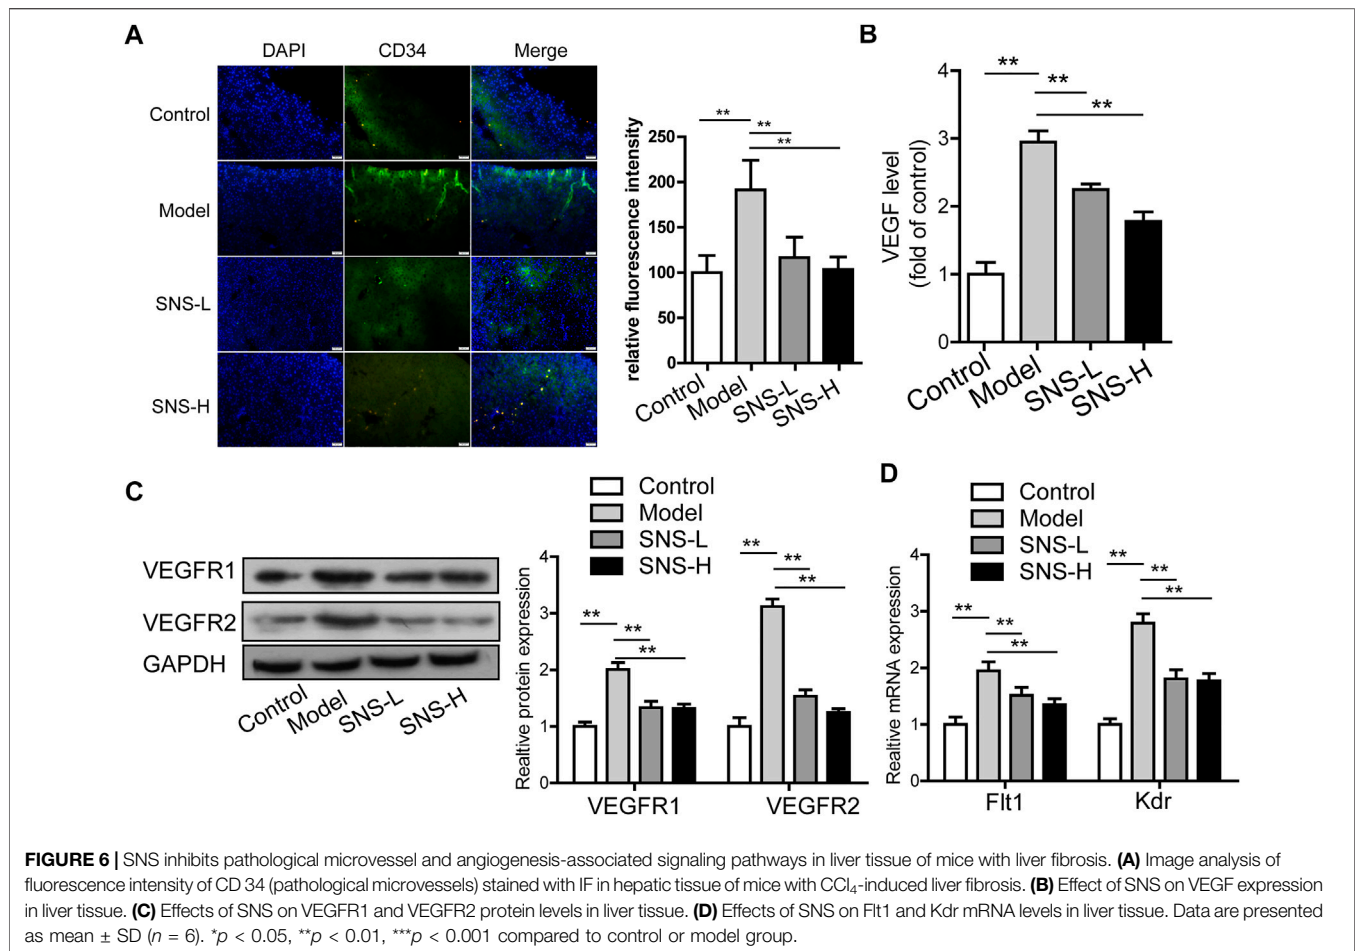 A
DAPI CD34 Merge
Control
Model
SNS-L
SNS-H
relative fluorescence intensity
250
200
150
100
50
0
** ** **
Control Model SNS-L SNS-H
B
VEGF level
(fold of control)
4
3
2
1
0
** ** **
Control Model SNS-L SNS-H
C
VEGFR1
VEGFR2
GAPDH
Control Model SNS-L SNS-H
Control
Model
SNS-L
SNS-H
Realtive protein expression
4
3
2
1
0
** ** **
** ** **
VEGFR1 VEGFR2
D
Control
Model
SNS-L
SNS-H
Realtive mRNA expression
4
3
2
1
0
** ** **
** ** **
Flt1 Kdr
FIGURE 6 | SNS inhibits pathological microvessel and angiogenesis-associated signaling pathways in liver tissue of mice with liver fibrosis. (A) Image analysis of
fluorescence intensity of CD 34 (pathological microvessels) stained with IF in hepatic tissue of mice with CCl₄-induced liver fibrosis. (B) Effect of SNS on VEGF expression
in liver tissue. (C) Effects of SNS on VEGFR1 and VEGFR2 protein levels in liver tissue. (D) Effects of SNS on Flt1 and Kdr mRNA levels in liver tissue. Data are presented
as mean ± SD (n = 6). *p < 0.05, **p < 0.01, ***p < 0.001 compared to control or model group.